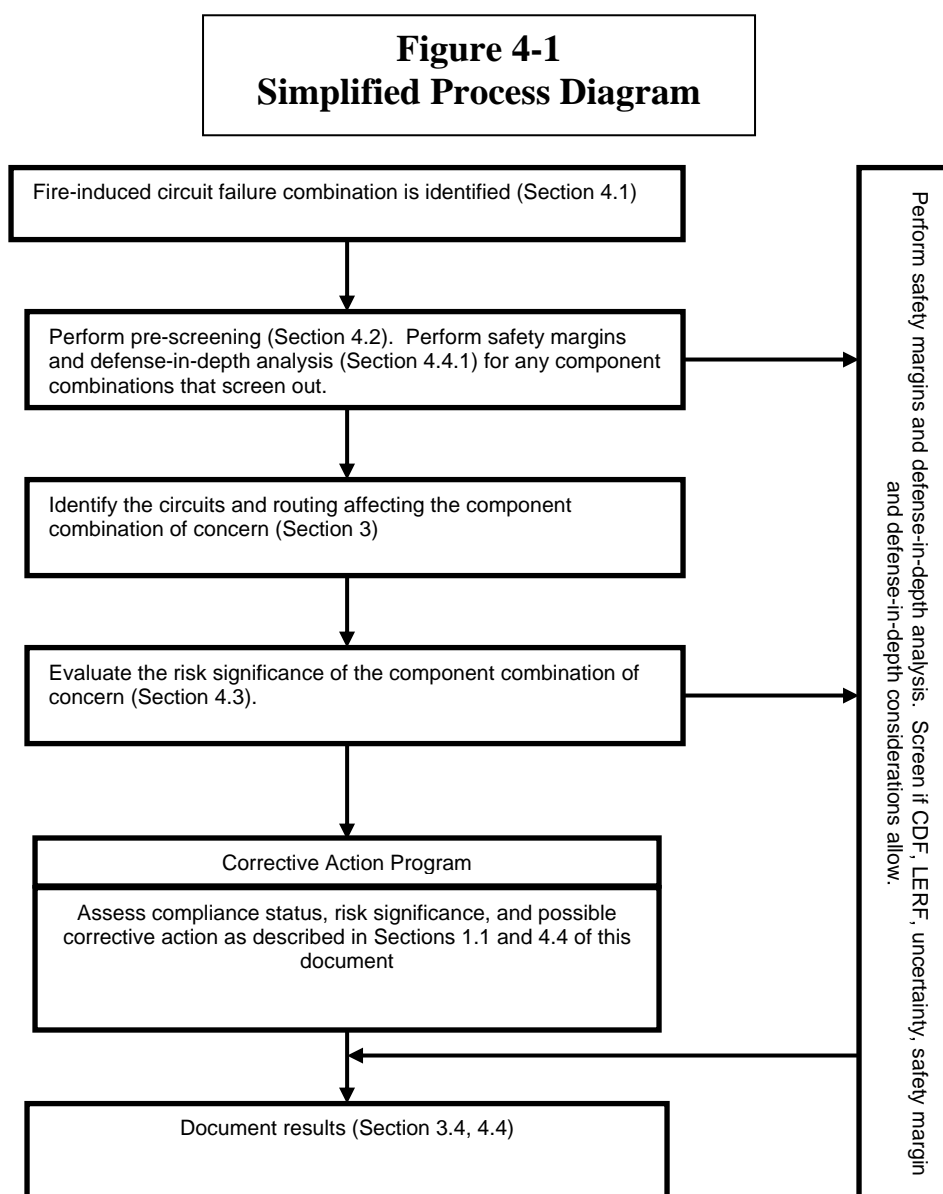 Figure 4-1
Simplified Process Diagram
Fire-induced circuit failure combination is identified (Section 4.1)
Perform pre-screening (Section 4.2).  Perform safety margins
and defense-in-depth analysis (Section 4.4.1) for any component
combinations that screen out.
Identify the circuits and routing affecting the component
combination of concern (Section 3)
Evaluate the risk significance of the component combination of
concern (Section 4.3).
Corrective Action Program
Assess compliance status, risk significance, and possible
corrective action as described in Sections 1.1 and 4.4 of this
document
Document results (Section 3.4, 4.4)
Perform safety margins and defense-in-depth analysis.  Screen if CDF, LERF, uncertainty, safety margin
and defense-in-depth considerations allow.